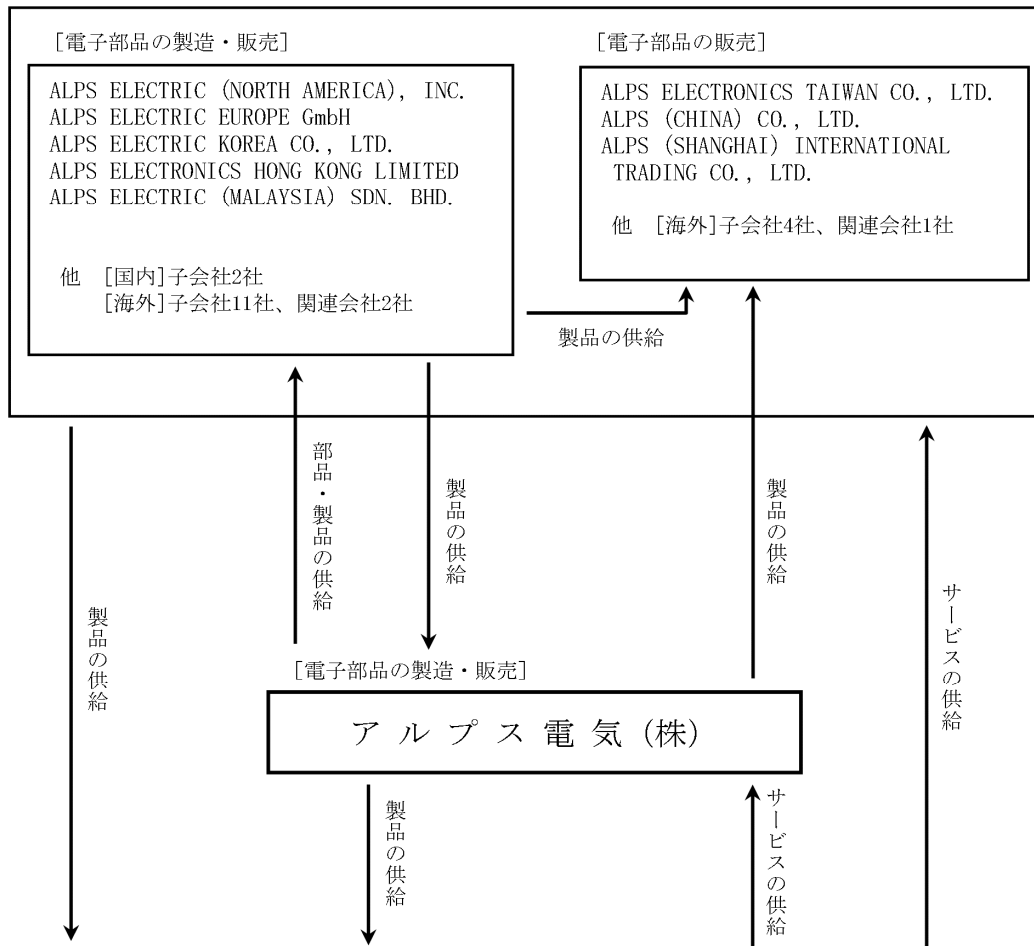 [電子部品の製造・販売]
ALPS ELECTRIC (NORTH AMERICA), INC.
ALPS ELECTRIC EUROPE GmbH
ALPS ELECTRIC KOREA CO., LTD.
ALPS ELECTRONICS HONG KONG LIMITED
ALPS ELECTRIC (MALAYSIA) SDN. BHD.
他 [国内]子会社2社
[海外]子会社11社、関連会社2社
[電子部品の販売]
ALPS ELECTRONICS TAIWAN CO., LTD.
ALPS (CHINA) CO., LTD.
ALPS (SHANGHAI) INTERNATIONAL
TRADING CO., LTD.
他 [海外]子会社4社、関連会社1社
製品の供給
製品の供給
部品・製品の供給
製品の供給
製品の供給
サービスの供給
[電子部品の製造・販売]
アルプス電気(株)
製品の供給
サービスの供給